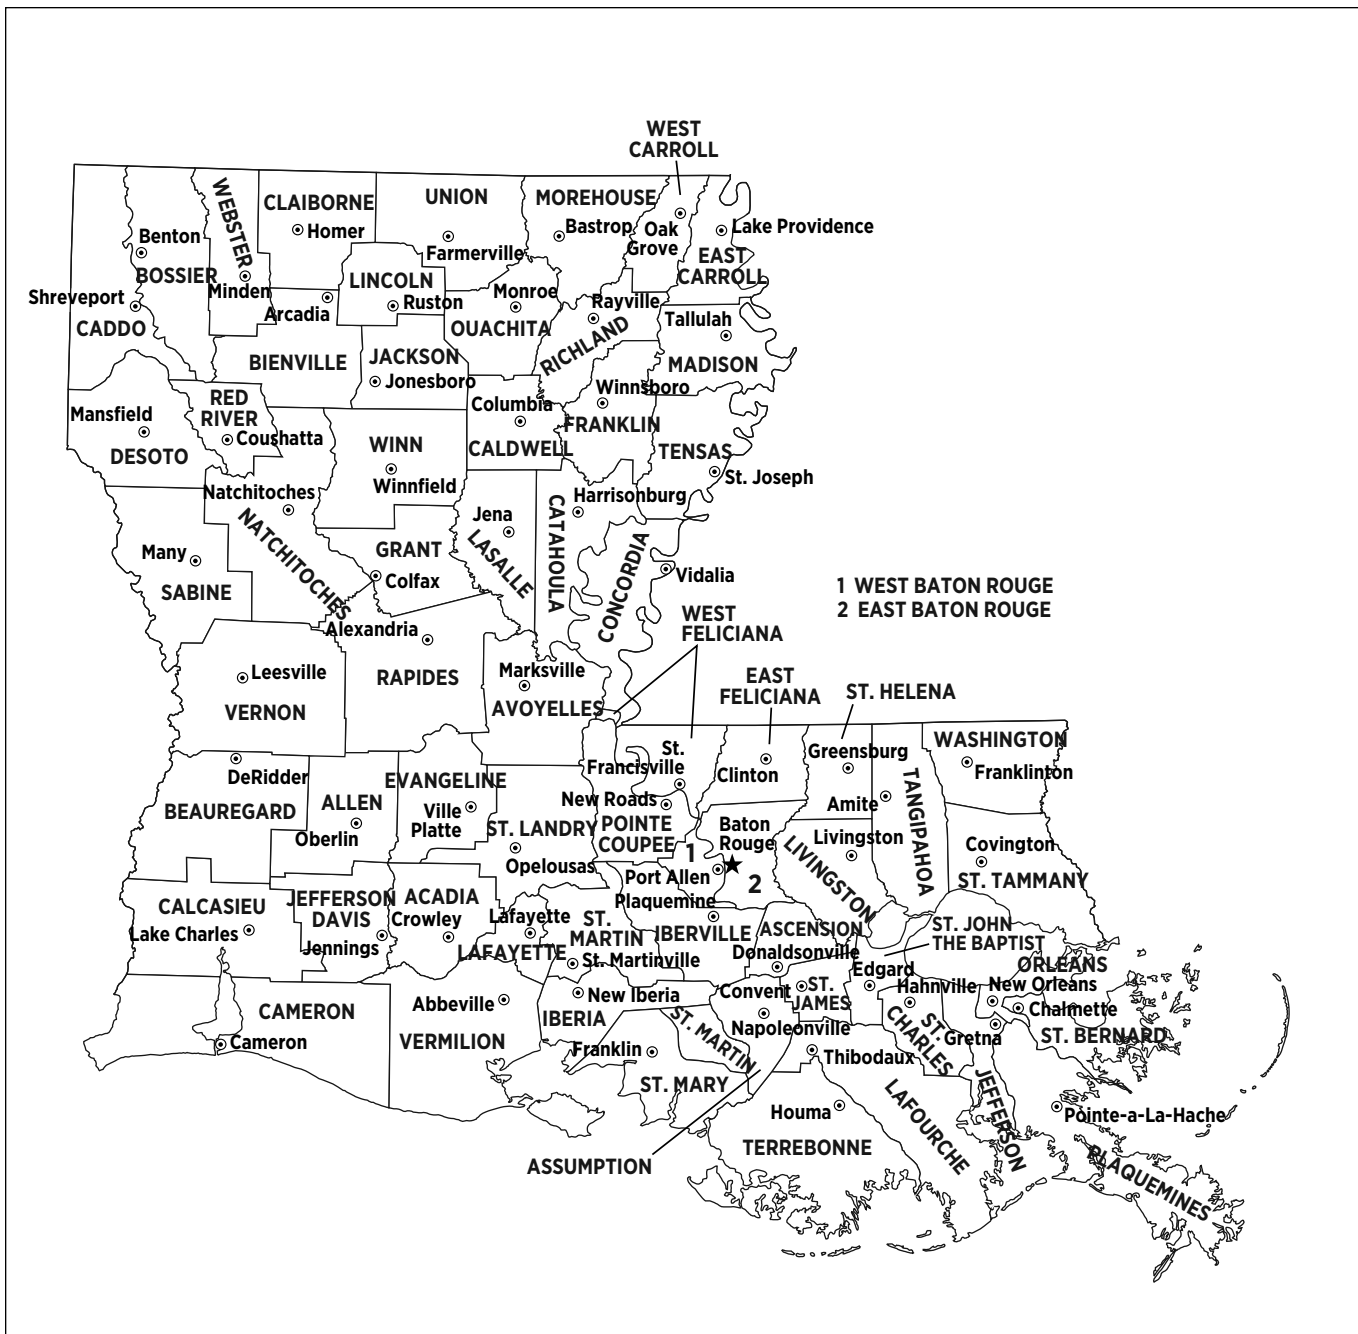 WEST
CARROLL
WEBSTER
CLAIBORNE
Homer
UNION
Farmerville
MOREHOUSE
Bastrop
Oak
Grove
Lake Providence
EAST
CARROLL
Benton
BOSSIER
Minden
Shreveport
CADDO
Arcadia
LINCOLN
Ruston
Monroe
OUACHITA
Rayville
RICHLAND
Tallulah
MADISON
BIENVILLE
JACKSON
Jonesboro
Winnsboro
FRANKLIN
Columbia
CALDWELL
RED
RIVER
Coushatta
Mansfield
DESOTO
WINN
Winnfield
TENSAS
St. Joseph
Natchitoches
NATCHITOCHES
Harrisonburg
CATAHOULA
CONCORDIA
Jena
LASALLE
GRANT
Colfax
Many
SABINE
Vidalia
1 WEST BATON ROUGE
2 EAST BATON ROUGE
WEST
FELICIANA
Alexandria
RAPIDES
Marksville
AVOYELLES
Leesville
VERNON
EAST
FELICIANA
ST. HELENA
Greensburg
WASHINGTON
Franklinton
St.
Francisville
Clinton
DeRidder
BEAUREGARD
ALLEN
Oberlin
EVANGELINE
Ville
Platte
ST. LANDRY
Opelousas
New Roads
POINTE
COUPEE
1
Baton
Rouge
2
Port Allen
Amite
TANGIPAHOA
Livingston
LIVINGSTON
Covington
ST. TAMMANY
Plaquemine
IBERVILLE
CALCASIEU
Lake Charles
JEFFERSON
DAVIS
Jennings
ACADIA
Crowley
Lafayette
LAFAYETTE
ST.
MARTIN
St. Martinville
ASCENSION
Donaldsonville
ST. JOHN
THE BAPTIST
Edgard
ORLEANS
New Orleans
Hahnville
Chalmette
ST. BERNARD
CAMERON
Cameron
Abbeville
VERMILION
New Iberia
IBERIA
Convent
ST.
JAMES
Napoleonville
ST.
CHARLES
Gretna
Franklin
ST. MARTIN
ST. MARY
Thibodaux
Houma
TERREBONNE
LAFOURCHE
JEFFERSON
Pointe-a-La-Hache
PLAQUEMINES
ASSUMPTION